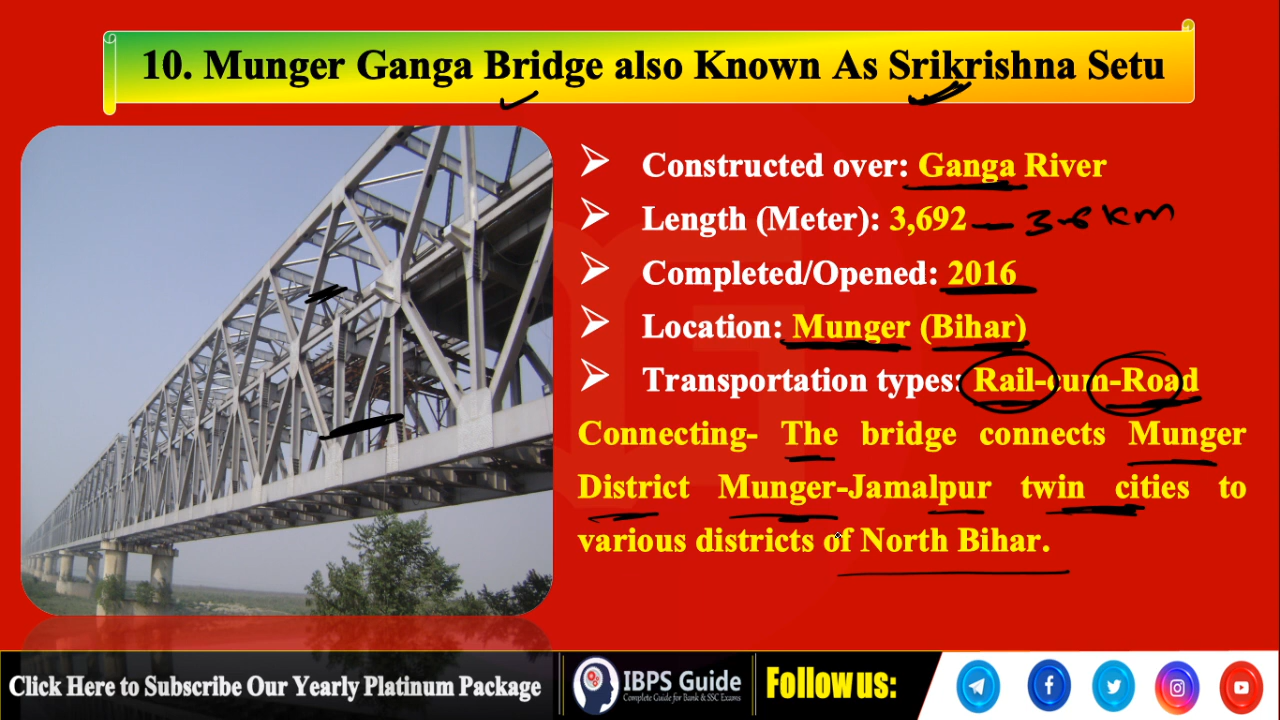 10. Munger Ganga Bridge also Known As Srikrishna Setu
Constructed over: Ganga River
Length (Meter): 3,692 — 3.6 km
Completed/Opened: 2016
Location: Munger (Bihar)
Transportation types: Rail-cum-Road
Connecting- The bridge connects Munger
District Munger-Jamalpur twin cities to
various districts of North Bihar.
Click Here to Subscribe Our Yearly Platinum Package
IBPS Guide
Complete Guide for Bank & SSC Exams
Follow us: